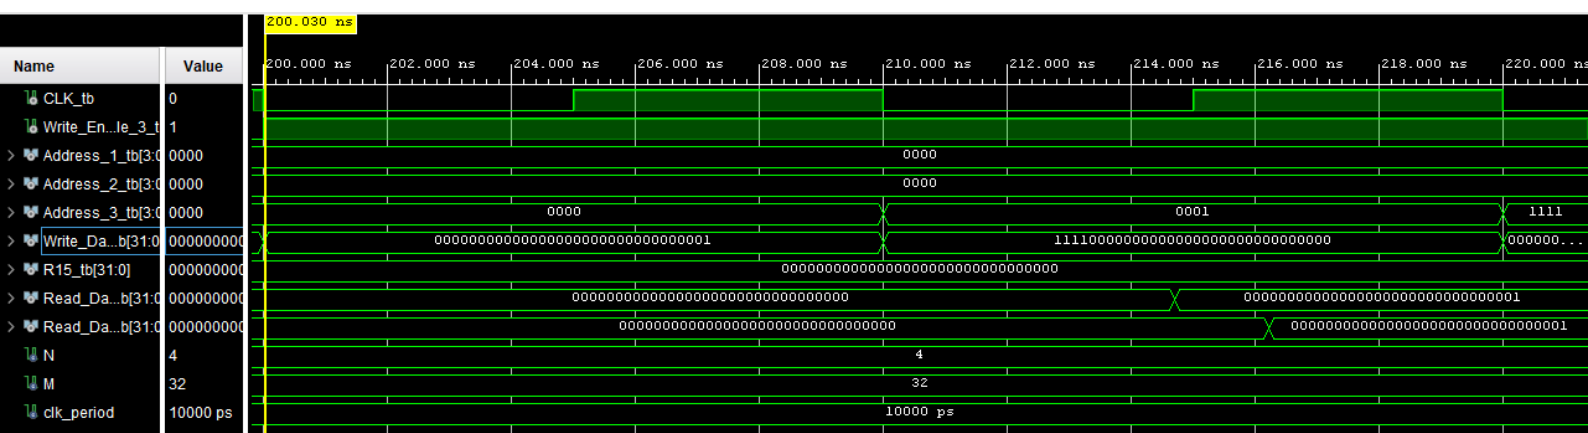 200.030 ns
Name Value 200.000 ns 202.000 ns 204.000 ns 206.000 ns 208.000 ns 210.000 ns 212.000 ns 214.000 ns 216.000 ns 218.000 ns 220.000 ns
CLK_tb 0
Write_En...le_3_t 1
Address_1_tb[3:0 0000 0000
Address_2_tb[3:0 0000 0000
Address_3_tb[3:0 0000 0000 0001 1111
Write_Da...b[31:0 000000000 00000000000000000000000000000001 11110000000000000000000000000000 000000...
R15_tb[31:0] 000000000 00000000000000000000000000000000
Read_Da...b[31:0 000000000 00000000000000000000000000000000 00000000000000000000000000000001
Read_Da...b[31:0 000000000 00000000000000000000000000000000 00000000000000000000000000000001
N 4 4
M 32 32
clk_period 10000 ps 10000 ps